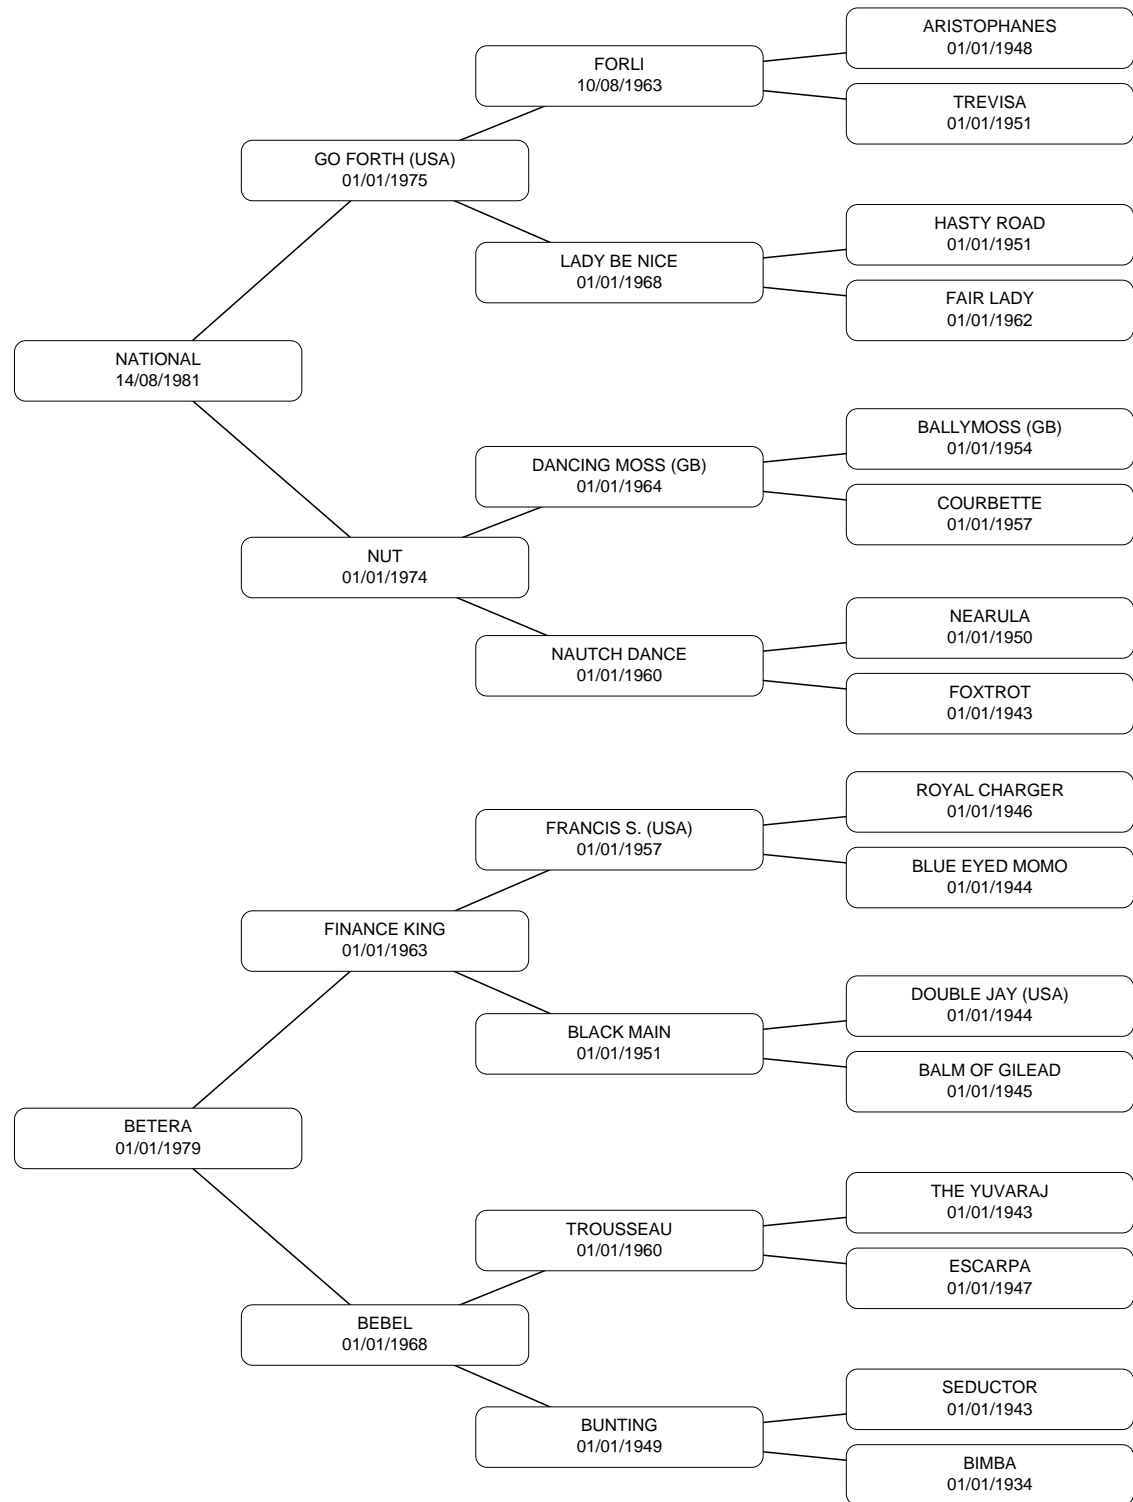 ARISTOPHANES
01/01/1948
FORLI
10/08/1963
TREVISA
01/01/1951
GO FORTH (USA)
01/01/1975
HASTY ROAD
01/01/1951
LADY BE NICE
01/01/1968
FAIR LADY
01/01/1962
NATIONAL
14/08/1981
BALLYMOSS (GB)
01/01/1954
DANCING MOSS (GB)
01/01/1964
COURBETTE
01/01/1957
NUT
01/01/1974
NEARULA
01/01/1950
NAUTCH DANCE
01/01/1960
FOXTROT
01/01/1943
ROYAL CHARGER
01/01/1946
FRANCIS S. (USA)
01/01/1957
BLUE EYED MOMO
01/01/1944
FINANCE KING
01/01/1963
DOUBLE JAY (USA)
01/01/1944
BLACK MAIN
01/01/1951
BALM OF GILEAD
01/01/1945
BETERA
01/01/1979
THE YUVARAJ
01/01/1943
TROUSSEAU
01/01/1960
ESCARPA
01/01/1947
BEBEL
01/01/1968
SEDUCTOR
01/01/1943
BUNTING
01/01/1949
BIMBA
01/01/1934